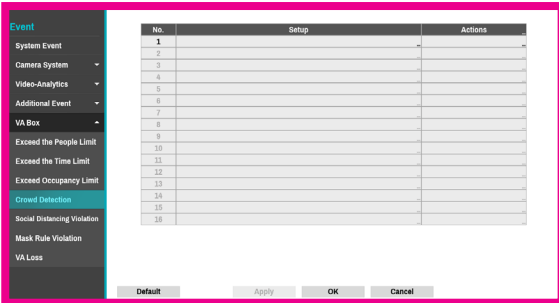 Event
System Event
Camera System
Video-Analytics
Additional Event
VA Box
Exceed the People Limit
Exceed the Time Limit
Exceed Occupancy Limit
Crowd Detection
Social Distancing Violation
Mask Rule Violation
VA Loss
No. Setup Actions ...
1 ... ...
2 ... ...
3 ... ...
4 ... ...
5 ... ...
6 ... ...
7 ... ...
8 ... ...
9 ... ...
10 ... ...
11 ... ...
12 ... ...
13 ... ...
14 ... ...
15 ... ...
16 ... ...
Default Apply OK Cancel